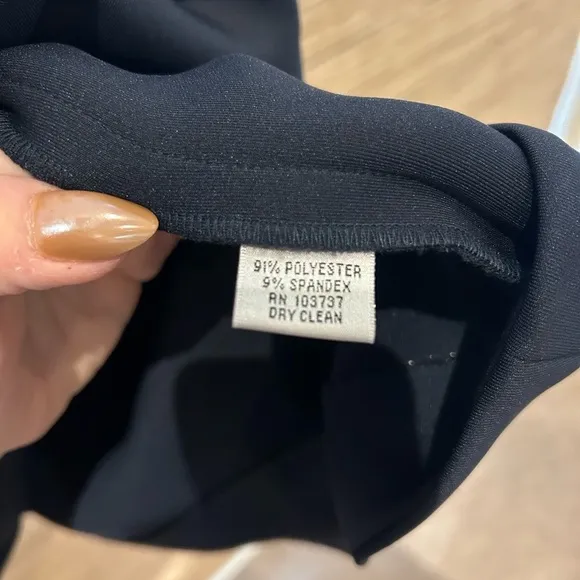 91% POLYESTER
9% SPANDEX
RN 103737
DRY CLEAN